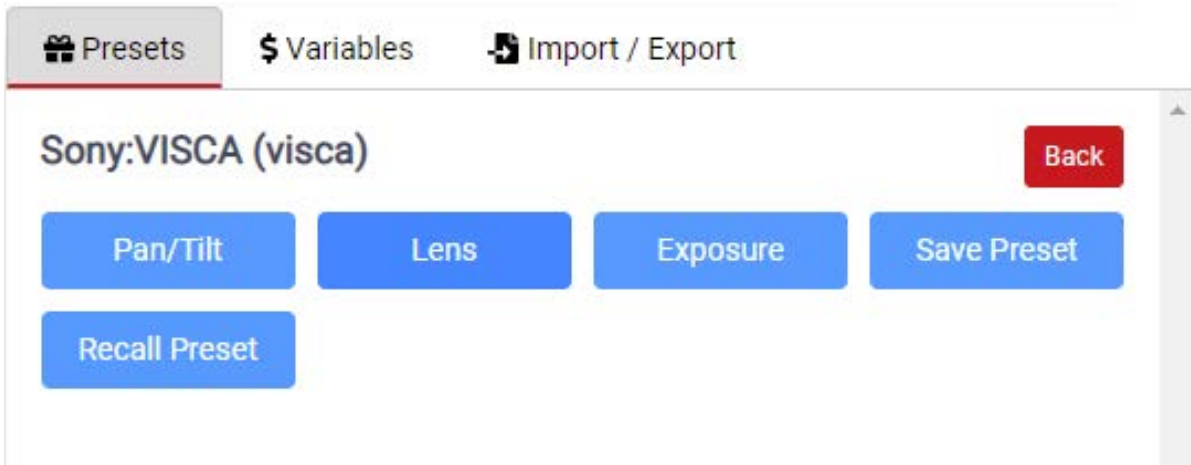 Presets $ Variables Import / Export
Sony:VISCA (visca) Back
Pan/Tilt Lens Exposure Save Preset
Recall Preset